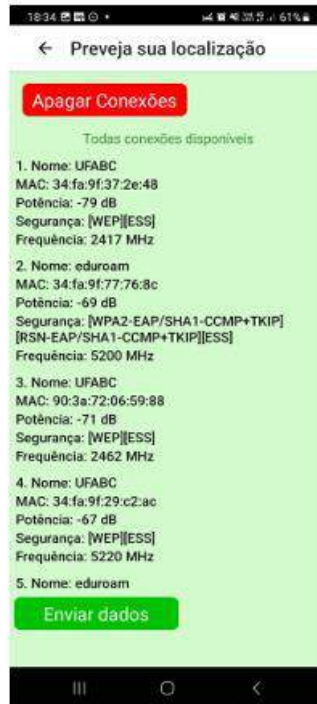 18:34
61%
Preveja sua localização
Apagar Conexões
Todas conexões disponíveis
1. Nome: UFABC
MAC: 34:fa:9f:37:2e:48
Potência: -79 dB
Segurança: [WEP][ESS]
Frequência: 2417 MHz
2. Nome: eduroam
MAC: 34:fa:9f:77:76:8c
Potência: -69 dB
Segurança: [WPA2-EAP/SHA1-CCMP+TKIP]
[RSN-EAP/SHA1-CCMP+TKIP][ESS]
Frequência: 5200 MHz
3. Nome: UFABC
MAC: 90:3a:72:06:59:88
Potência: -71 dB
Segurança: [WEP][ESS]
Frequência: 2462 MHz
4. Nome: UFABC
MAC: 34:fa:9f:29:c2:ac
Potência: -67 dB
Segurança: [WEP][ESS]
Frequência: 5220 MHz
5. Nome: eduroam
Enviar dados